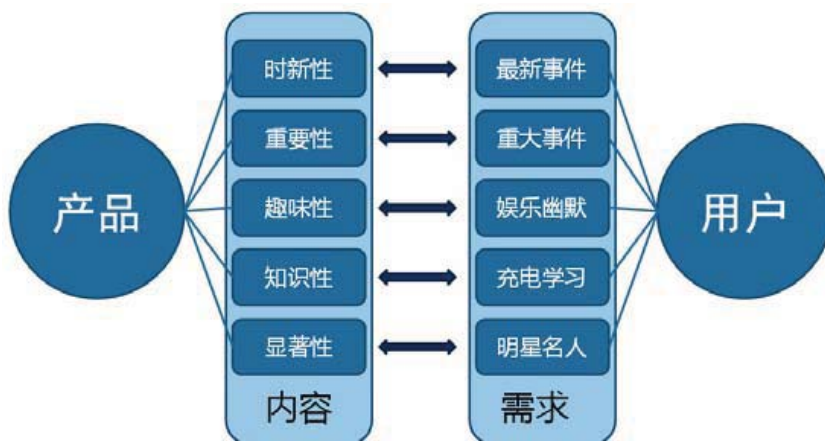 时新性
最新事件
重要性
重大事件
产品
趣味性
娱乐幽默
用户
知识性
充电学习
显著性
明星名人
内容
需求